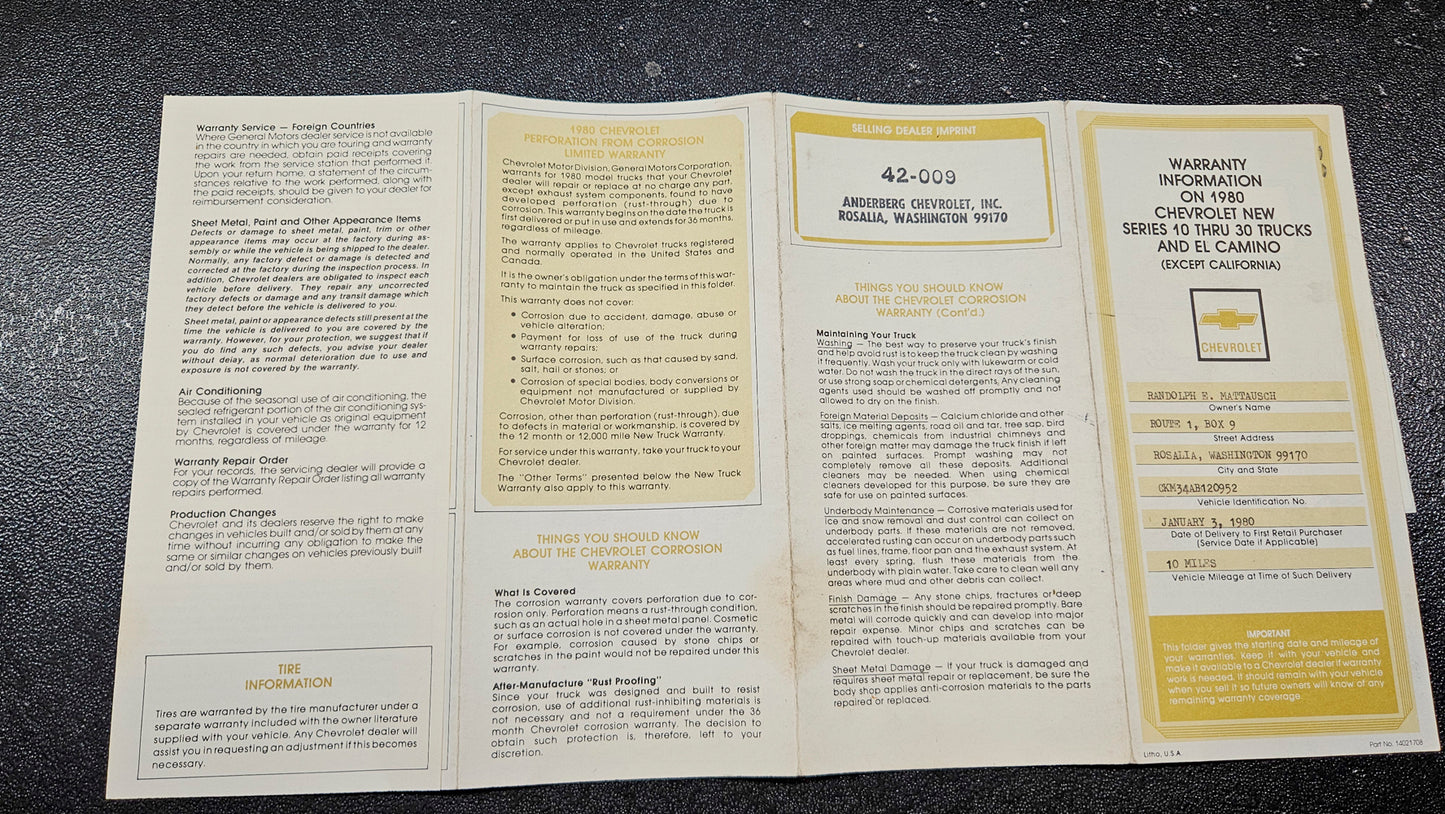 Warranty Service — Foreign Countries
Where General Motors dealer service is not available
in the country in which you are touring and warranty
repairs are needed, obtain paid receipts covering
the work from the service station that performed it.
Upon your return home, a statement of the circum-
stances relative to the work performed, along with
the paid receipts, should be given to your dealer for
reimbursement consideration.
Sheet Metal, Paint and Other Appearance Items
Defects or damage to sheet metal, paint, trim or other
appearance items may occur at the factory during as-
sembly or while the vehicle is being shipped to the dealer.
Normally, any factory defect or damage is detected and
corrected at the factory during the inspection process. In
addition, Chevrolet dealers are obligated to inspect each
vehicle before delivery. They repair any uncorrected
factory defects or damage and any transit damage which
they detect before the vehicle is delivered to you.
Sheet metal, paint or appearance defects still present at the
time the vehicle is delivered to you are covered by the
warranty. However, for your protection, we suggest that if
you do find any such defects, you advise your dealer
without delay, as normal deterioration due to use and
exposure is not covered by the warranty.
Air Conditioning
Because of the seasonal use of air conditioning, the
sealed refrigerant portion of the air conditioning sys-
tem installed in your vehicle as original equipment
by Chevrolet is covered under the warranty for 12
months, regardless of mileage.
Warranty Repair Order
For your records, the servicing dealer will provide a
copy of the Warranty Repair Order listing all warranty
repairs performed.
Production Changes
Chevrolet and its dealers reserve the right to make
changes in vehicles built and/or sold by them at any
time without incurring any obligation to make the
same or similar changes on vehicles previously built
and/or sold by them.
TIRE
INFORMATION
Tires are warranted by the tire manufacturer under a
separate warranty included with the owner literature
supplied with your vehicle. Any Chevrolet dealer will
assist you in requesting an adjustment if this becomes
necessary.
1980 CHEVROLET
PERFORATION FROM CORROSION
LIMITED WARRANTY
Chevrolet Motor Division, General Motors Corporation,
warrants for 1980 model trucks that your Chevrolet
dealer will repair or replace at no charge any part,
except exhaust system components, found to have
developed perforation (rust-through) due to
corrosion. This warranty begins on the date the truck is
first delivered or put in use and extends for 36 months,
regardless of mileage.
The warranty applies to Chevrolet trucks registered
and normally operated in the United States and
Canada.
It is the owner's obligation under the terms of this war-
ranty to maintain the truck as specified in this folder.
This warranty does not cover:
• Corrosion due to accident, damage, abuse or
vehicle alteration;
• Payment for loss of use of the truck during
warranty repairs;
• Surface corrosion, such as that caused by sand,
salt, hail or stones; or
• Corrosion of special bodies, body conversions or
equipment not manufactured or supplied by
Chevrolet Motor Division.
Corrosion, other than perforation (rust-through), due
to defects in material or workmanship, is covered by
the 12 month or 12,000 mile New Truck Warranty.
For service under this warranty, take your truck to your
Chevrolet dealer.
The "Other Terms" presented below the New Truck
Warranty also apply to this warranty.
THINGS YOU SHOULD KNOW
ABOUT THE CHEVROLET CORROSION
WARRANTY
What Is Covered
The corrosion warranty covers perforation due to cor-
rosion only. Perforation means a rust-through condition,
such as an actual hole in a sheet metal panel. Cosmetic
or surface corrosion is not covered under the warranty.
For example, corrosion caused by stone chips or
scratches in the paint would not be repaired under this
warranty.
After-Manufacture "Rust Proofing"
Since your truck was designed and built to resist
corrosion, use of additional rust-inhibiting materials is
not necessary and not a requirement under the 36
month Chevrolet corrosion warranty. The decision to
obtain such protection is, therefore, left to your
discretion.
SELLING DEALER IMPRINT
42-009
ANDERBERG CHEVROLET, INC.
ROSALIA, WASHINGTON 99170
THINGS YOU SHOULD KNOW
ABOUT THE CHEVROLET CORROSION
WARRANTY (Cont'd.)
Maintaining Your Truck
Washing — The best way to preserve your truck's finish
and help avoid rust is to keep the truck clean by washing
it frequently. Wash your truck only with lukewarm or cold
water. Do not wash the truck in the direct rays of the sun,
or use strong soap or chemical detergents. Any cleaning
agents used should be washed off promptly and not
allowed to dry on the finish.
Foreign Material Deposits — Calcium chloride and other
salts, ice melting agents, road oil and tar, tree sap, bird
droppings, chemicals from industrial chimneys and
other foreign matter may damage the truck finish if left
on painted surfaces. Prompt washing may not
completely remove all these deposits. Additional
cleaners may be needed. When using chemical
cleaners developed for this purpose, be sure they are
safe for use on painted surfaces.
Underbody Maintenance — Corrosive materials used for
ice and snow removal and dust control can collect on
underbody parts. If these materials are not removed,
accelerated rusting can occur on underbody parts such
as fuel lines, frame, floor pan and the exhaust system. At
least every spring, flush these materials from the
underbody with plain water. Take care to clean well any
areas where mud and other debris can collect.
Finish Damage — Any stone chips, fractures or deep
scratches in the finish should be repaired promptly. Bare
metal will corrode quickly and can develop into major
repair expense. Minor chips and scratches can be
repaired with touch-up materials available from your
Chevrolet dealer.
Sheet Metal Damage — If your truck is damaged and
requires sheet metal repair or replacement, be sure the
body shop applies anti-corrosion materials to the parts
repaired or replaced.
WARRANTY
INFORMATION
ON 1980
CHEVROLET NEW
SERIES 10 THRU 30 TRUCKS
AND EL CAMINO
(EXCEPT CALIFORNIA)
CHEVROLET
RANDOLPH E. MATTAUSCH
Owner's Name
ROUTE 1, BOX 9
Street Address
ROSALIA, WASHINGTON 99170
City and State
CKM34AB120952
Vehicle Identification No.
JANUARY 3, 1980
Date of Delivery to First Retail Purchaser
(Service Date if Applicable)
10 MILES
Vehicle Mileage at Time of Such Delivery
IMPORTANT
This folder gives the starting date and mileage of
your warranties. Keep it with your vehicle and
make it available to a Chevrolet dealer if warranty
work is needed. It should remain with your vehicle
when you sell it so future owners will know of any
remaining warranty coverage.
Litho. U.S.A.
Part No. 14021708